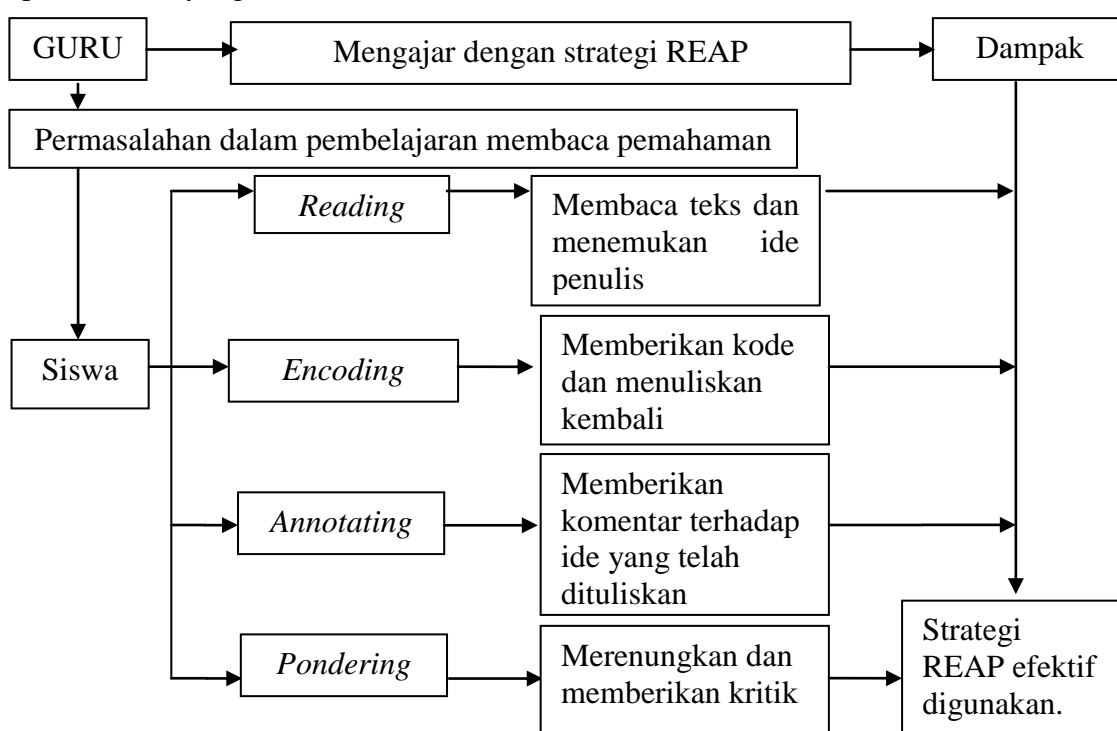 GURU
Mengajar dengan strategi REAP
Dampak
Permasalahan dalam pembelajaran membaca pemahaman
Reading
Membaca teks dan
menemukan ide
penulis
Siswa
Encoding
Memberikan kode
dan menuliskan
kembali
Annotating
Memberikan
komentar terhadap
ide yang telah
dituliskan
Pondering
Merenungkan dan
memberikan kritik
Strategi
REAP efektif
digunakan.